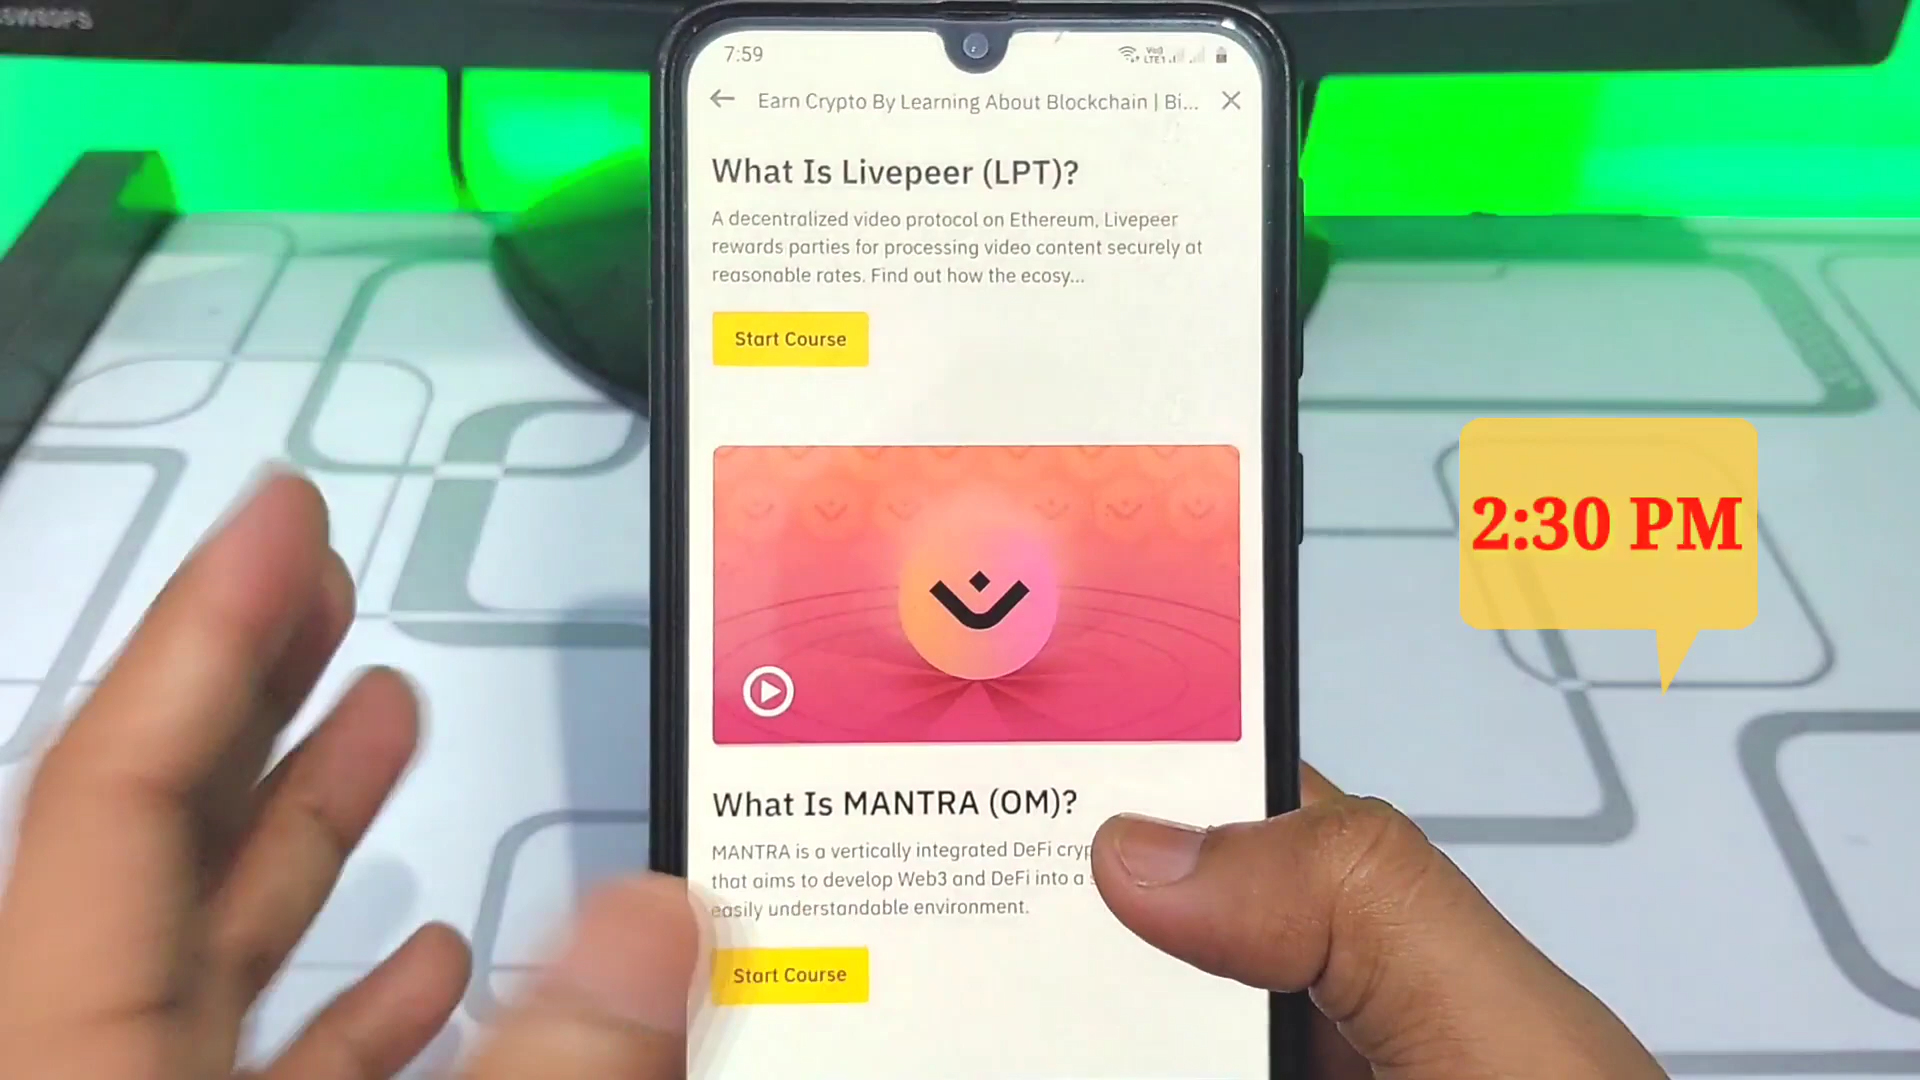 7:59
Earn Crypto By Learning About Blockchain | Bi...
What Is Livepeer (LPT)?
A decentralized video protocol on Ethereum, Livepeer
rewards parties for processing video content securely at
reasonable rates. Find out how the ecosy...
Start Course
2:30 PM
What Is MANTRA (OM)?
MANTRA is a vertically integrated DeFi
that aims to develop Web3 and DeFi into a
easily understandable environment.
Start Course